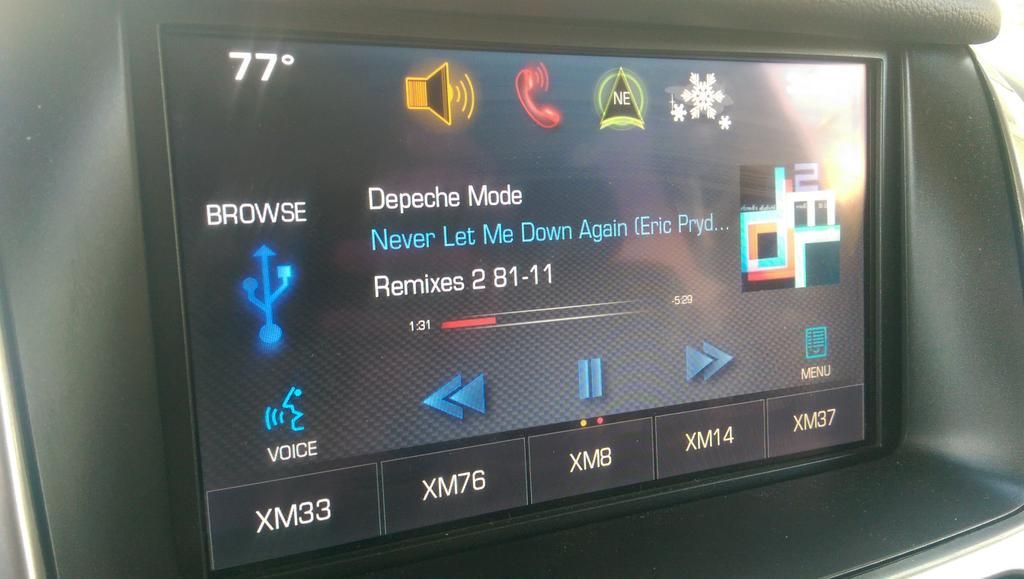 77°
NE
BROWSE
Depeche Mode
Never Let Me Down Again (Eric Pryd...
Remixes 2 81-11
1:31
-5:29
VOICE
MENU
XM33
XM76
XM8
XM14
XM37